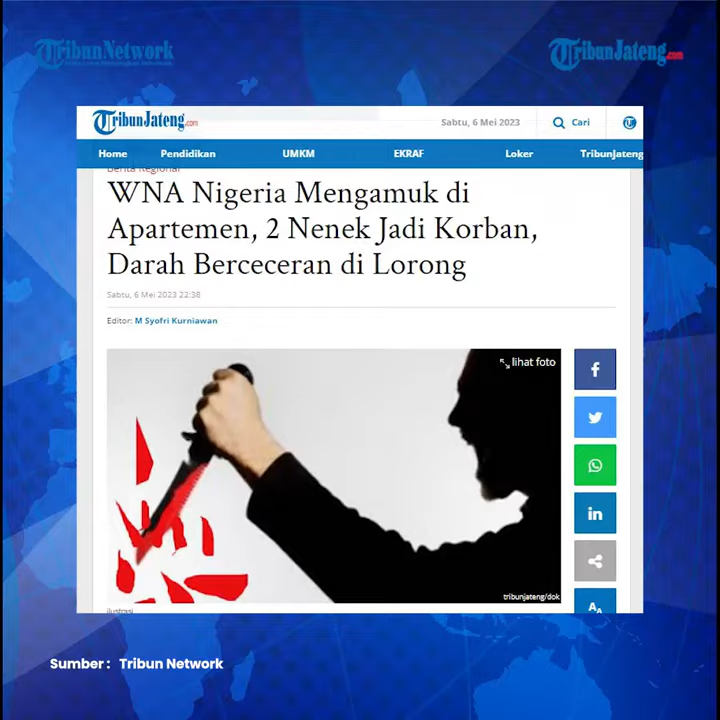 TribunNetwork
TribunJateng.com
TribunJateng.com
Sabtu, 6 Mei 2023
Cari
Home
Pendidikan
UMKM
EKRAF
Loker
TribunJateng
Berita Regional
WNA Nigeria Mengamuk di
Apartemen, 2 Nenek Jadi Korban,
Darah Berceceran di Lorong
Sabtu, 6 Mei 2023 22:38
Editor: M Syofri Kurniawan
lihat foto
tribunjateng/dok
ilustrasi
Sumber : Tribun Network